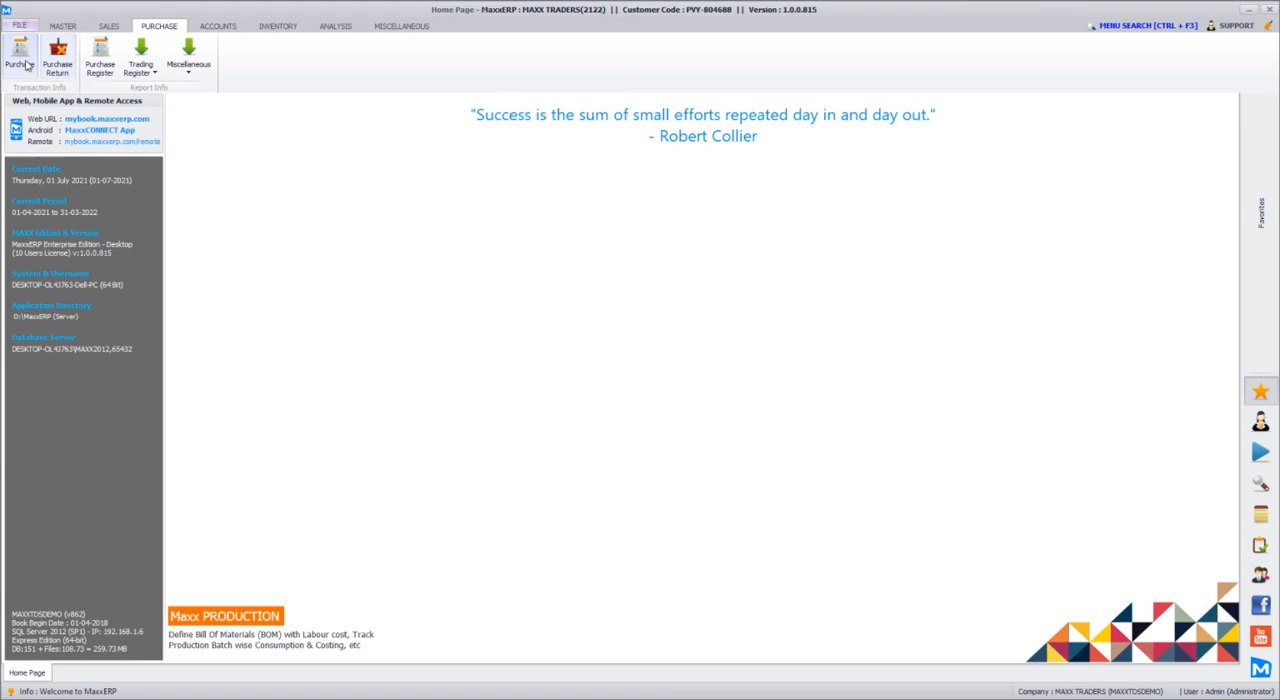 Home Page - MaxxERP : MAXX TRADERS(2122) || Customer Code : PVY-804688 || Version : 1.0.0.815
FILE MASTER SALES PURCHASE ACCOUNTS INVENTORY ANALYSIS MISCELLANEOUS MENU SEARCH [CTRL + F3] SUPPORT
Purchase
Purchase Return
Purchase Register
Trading Register
Miscellaneous
Transaction Info Report Info
Web, Mobile App & Remote Access
Web URL : mybook.maxxerp.com
Android : MaxxCONNECT App
Remote : mybook.maxxerp.com/remote
"Success is the sum of small efforts repeated day in and day out."
- Robert Collier
Current Date
Thursday, 01 July 2021 (01-07-2021)
Current Period
01-04-2021 to 31-03-2022
MAXX Edition & Version
MaxxERP Enterprise Edition - Desktop
(10 Users License) v:1.0.0.815
System & Username
DESKTOP-OL4J763-Dell-PC (64 Bit)
Application Directory
D:\MaxxERP (Server)
Database Server
DESKTOP-OL4J763\MAXX2012,65432
Favorites
MAXXTDSDEMO (v862)
Book Begin Date : 01-04-2018
SQL Server 2012 (SP1) - IP: 192.168.1.6
Express Edition (64-bit)
DB:151 + Files:108.73 = 259.73 MB
Maxx PRODUCTION
Define Bill Of Materials (BOM) with Labour cost, Track
Production Batch wise Consumption & Costing, etc
You
Tube
Home Page
Info : Welcome to MaxxERP
Company : MAXX TRADERS (MAXXTDSDEMO) | User : Admin (Administrator)